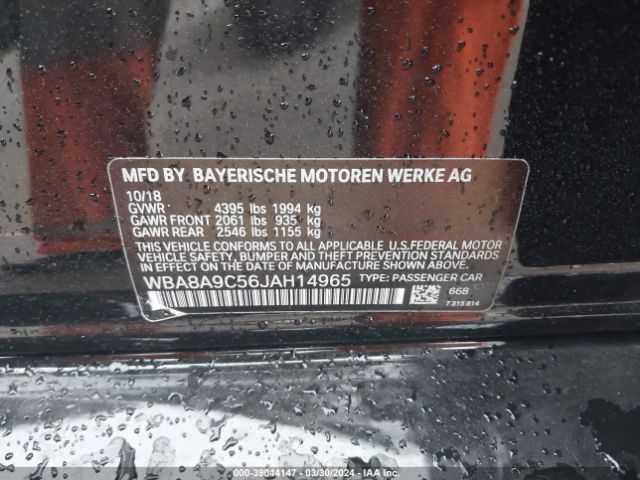 MFD BY BAYERISCHE MOTOREN WERKE AG
10/18
GVWR 4395 lbs 1994 kg
GAWR FRONT 2061 lbs 935 kg
GAWR REAR 2546 lbs 1155 kg
THIS VEHICLE CONFORMS TO ALL APPLICABLE U.S.FEDERAL MOTOR
VEHICLE SAFETY, BUMPER AND THEFT PREVENTION STANDARDS
IN EFFECT ON THE DATE OF MANUFACTURE SHOWN ABOVE.
WBA8A9C56JAH14965 TYPE: PASSENGER CAR
668
7 315 814
000-39044147 - 03/30/2024 - IAA Inc.